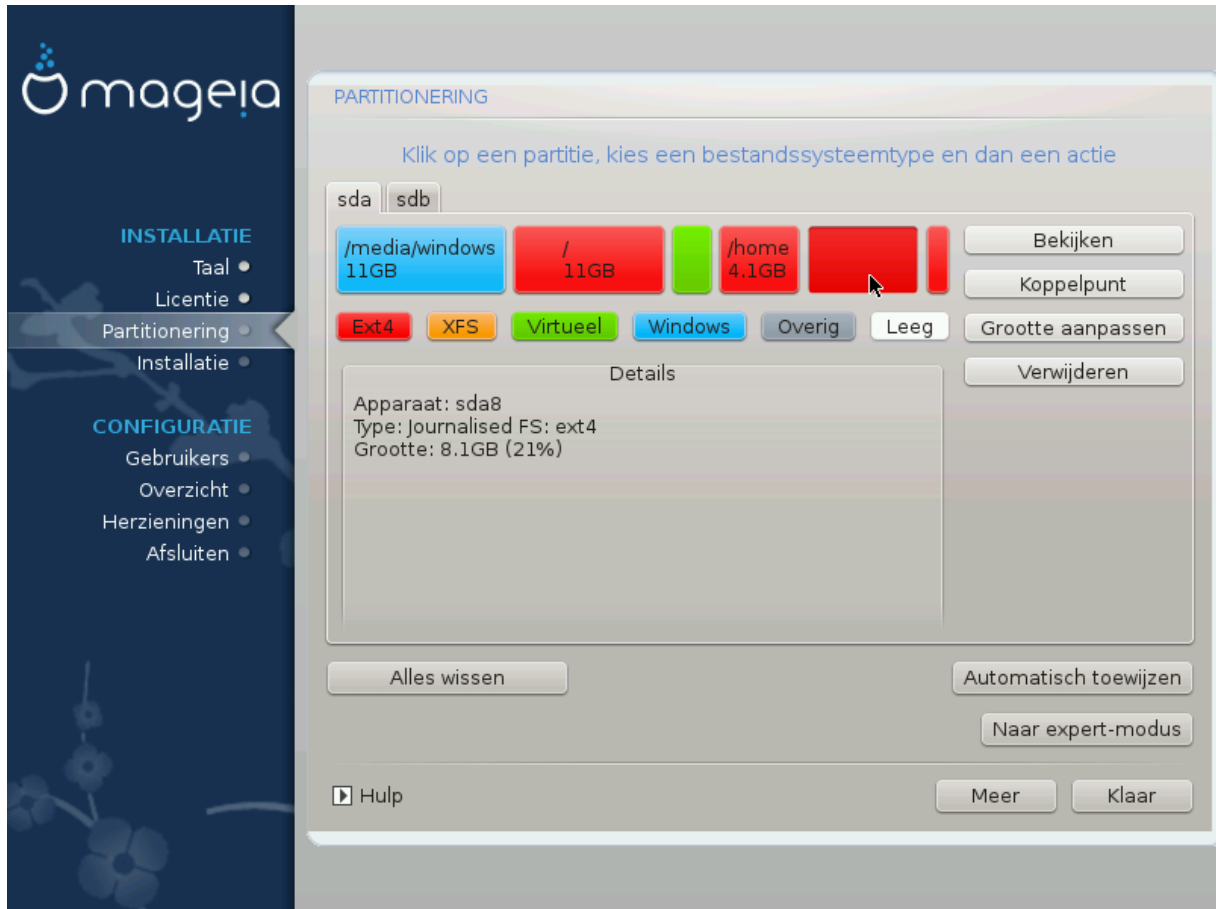 mageia
INSTALLATIE
Taal
Licentie
Partitionering
Installatie
CONFIGURATIE
Gebruikers
Overzicht
Herzieningen
Afsluiten
PARTITIONERING
Klik op een partitie, kies een bestandssysteemtype en dan een actie
sda sdb
/media/windows
11GB
/
11GB
/home
4.1GB
Ext4 XFS Virtueel Windows Overig Leeg
Details
Apparaat: sda8
Type: Journalised FS: ext4
Grootte: 8.1GB (21%)
Bekijken
Koppelpunt
Grootte aanpassen
Verwijderen
Alles wissen
Automatisch toewijzen
Naar expert-modus
Hulp
Meer
Klaar